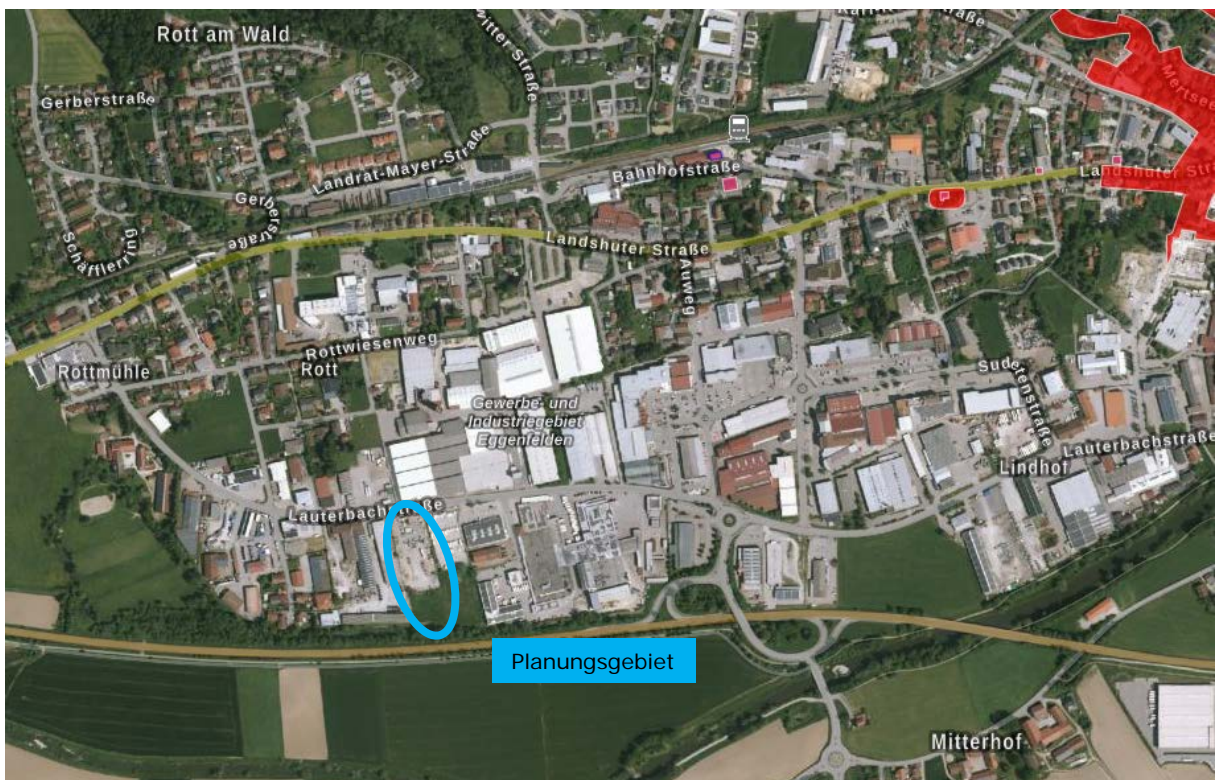 Rott am Wald
Gerberstraße
Landrat-Mayer-Straße
Gerberstraße
Schäfflerring
Bahnhofstraße
Landshuter Straße
Landshuter
Auweg
Rottwiesenweg
Rott
Rottmühle
Gewerbe- und
Industriegebiet
Eggenfelden
Sudetenstraße
Lauterbachstraße
Lindhof
Lauterbachstraße
Planungsgebiet
Mitterhof